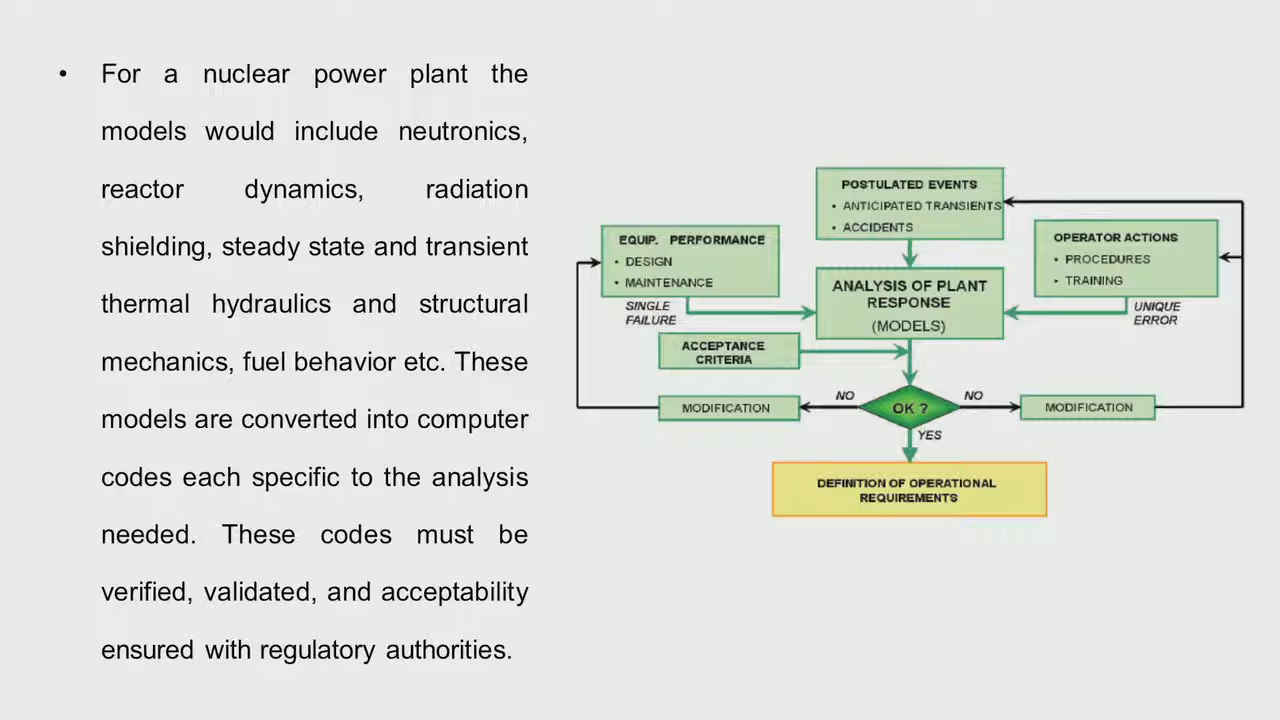 • For a nuclear power plant the
models would include neutronics,
reactor dynamics, radiation
shielding, steady state and transient
thermal hydraulics and structural
mechanics, fuel behavior etc. These
models are converted into computer
codes each specific to the analysis
needed. These codes must be
verified, validated, and acceptability
ensured with regulatory authorities.
POSTULATED EVENTS
• ANTICIPATED TRANSIENTS
• ACCIDENTS
EQUIP. PERFORMANCE
• DESIGN
• MAINTENANCE
OPERATOR ACTIONS
• PROCEDURES
• TRAINING
ANALYSIS OF PLANT
RESPONSE
(MODELS)
SINGLE
FAILURE
UNIQUE
ERROR
ACCEPTANCE
CRITERIA
MODIFICATION
NO
OK ?
NO
MODIFICATION
YES
DEFINITION OF OPERATIONAL
REQUIREMENTS